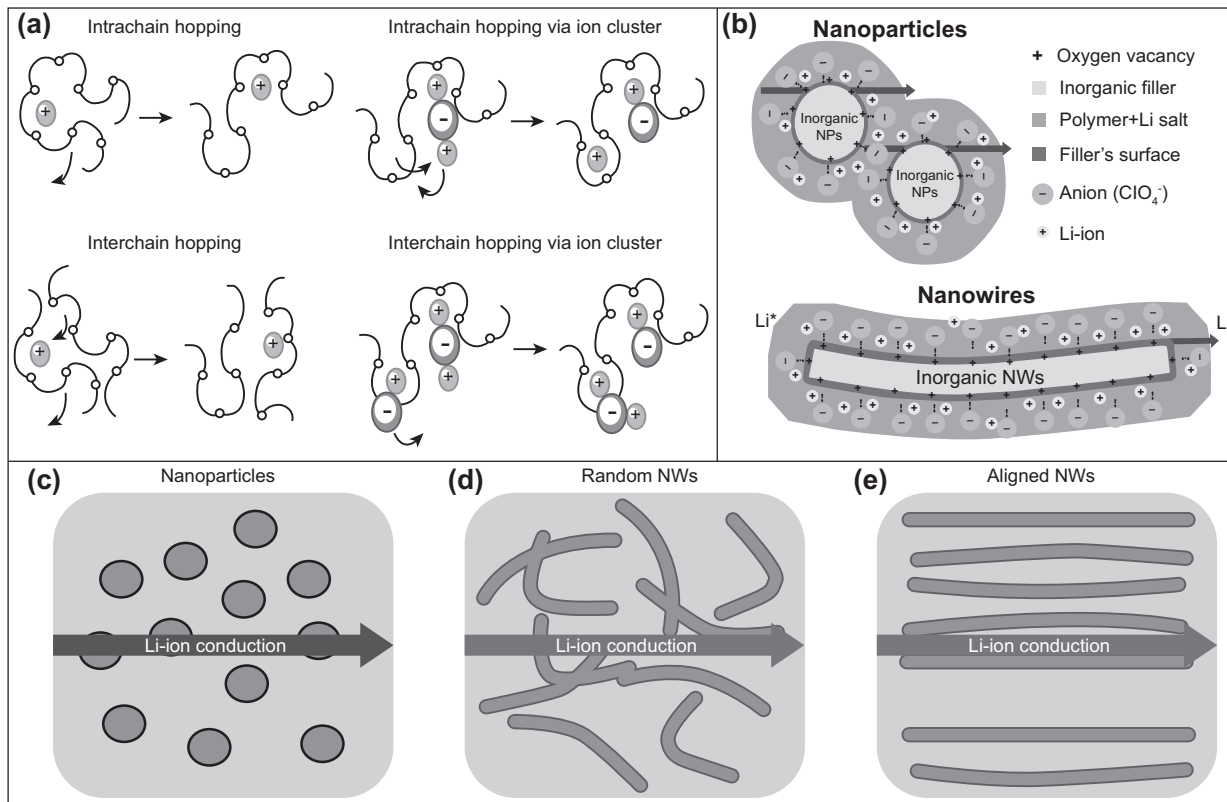 (a)
Intrachain hopping
Intrachain hopping via ion cluster
+
+
+
-
+
+
-
+
Interchain hopping
Interchain hopping via ion cluster
+
+
+
-
+
+
-
+
-
+
+
-
+
(b)
Nanoparticles
Inorganic
NPs
Inorganic
NPs
+ Oxygen vacancy
Inorganic filler
Polymer+Li salt
Filler's surface
− Anion (ClO₄⁻)
+ Li-ion
Nanowires
Li*
L
Inorganic NWs
(c)
Nanoparticles
Li-ion conduction
(d)
Random NWs
Li-ion conduction
(e)
Aligned NWs
Li-ion conduction